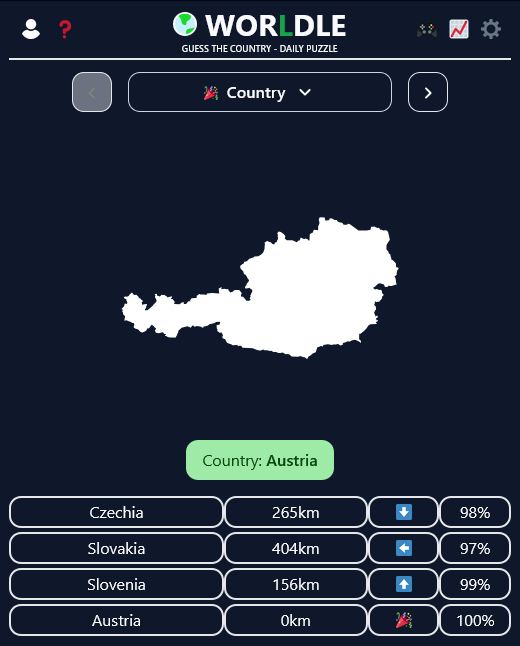 WORLDLE
GUESS THE COUNTRY - DAILY PUZZLE
Country
Country: Austria
Czechia 265km 98%
Slovakia 404km 97%
Slovenia 156km 99%
Austria 0km 100%